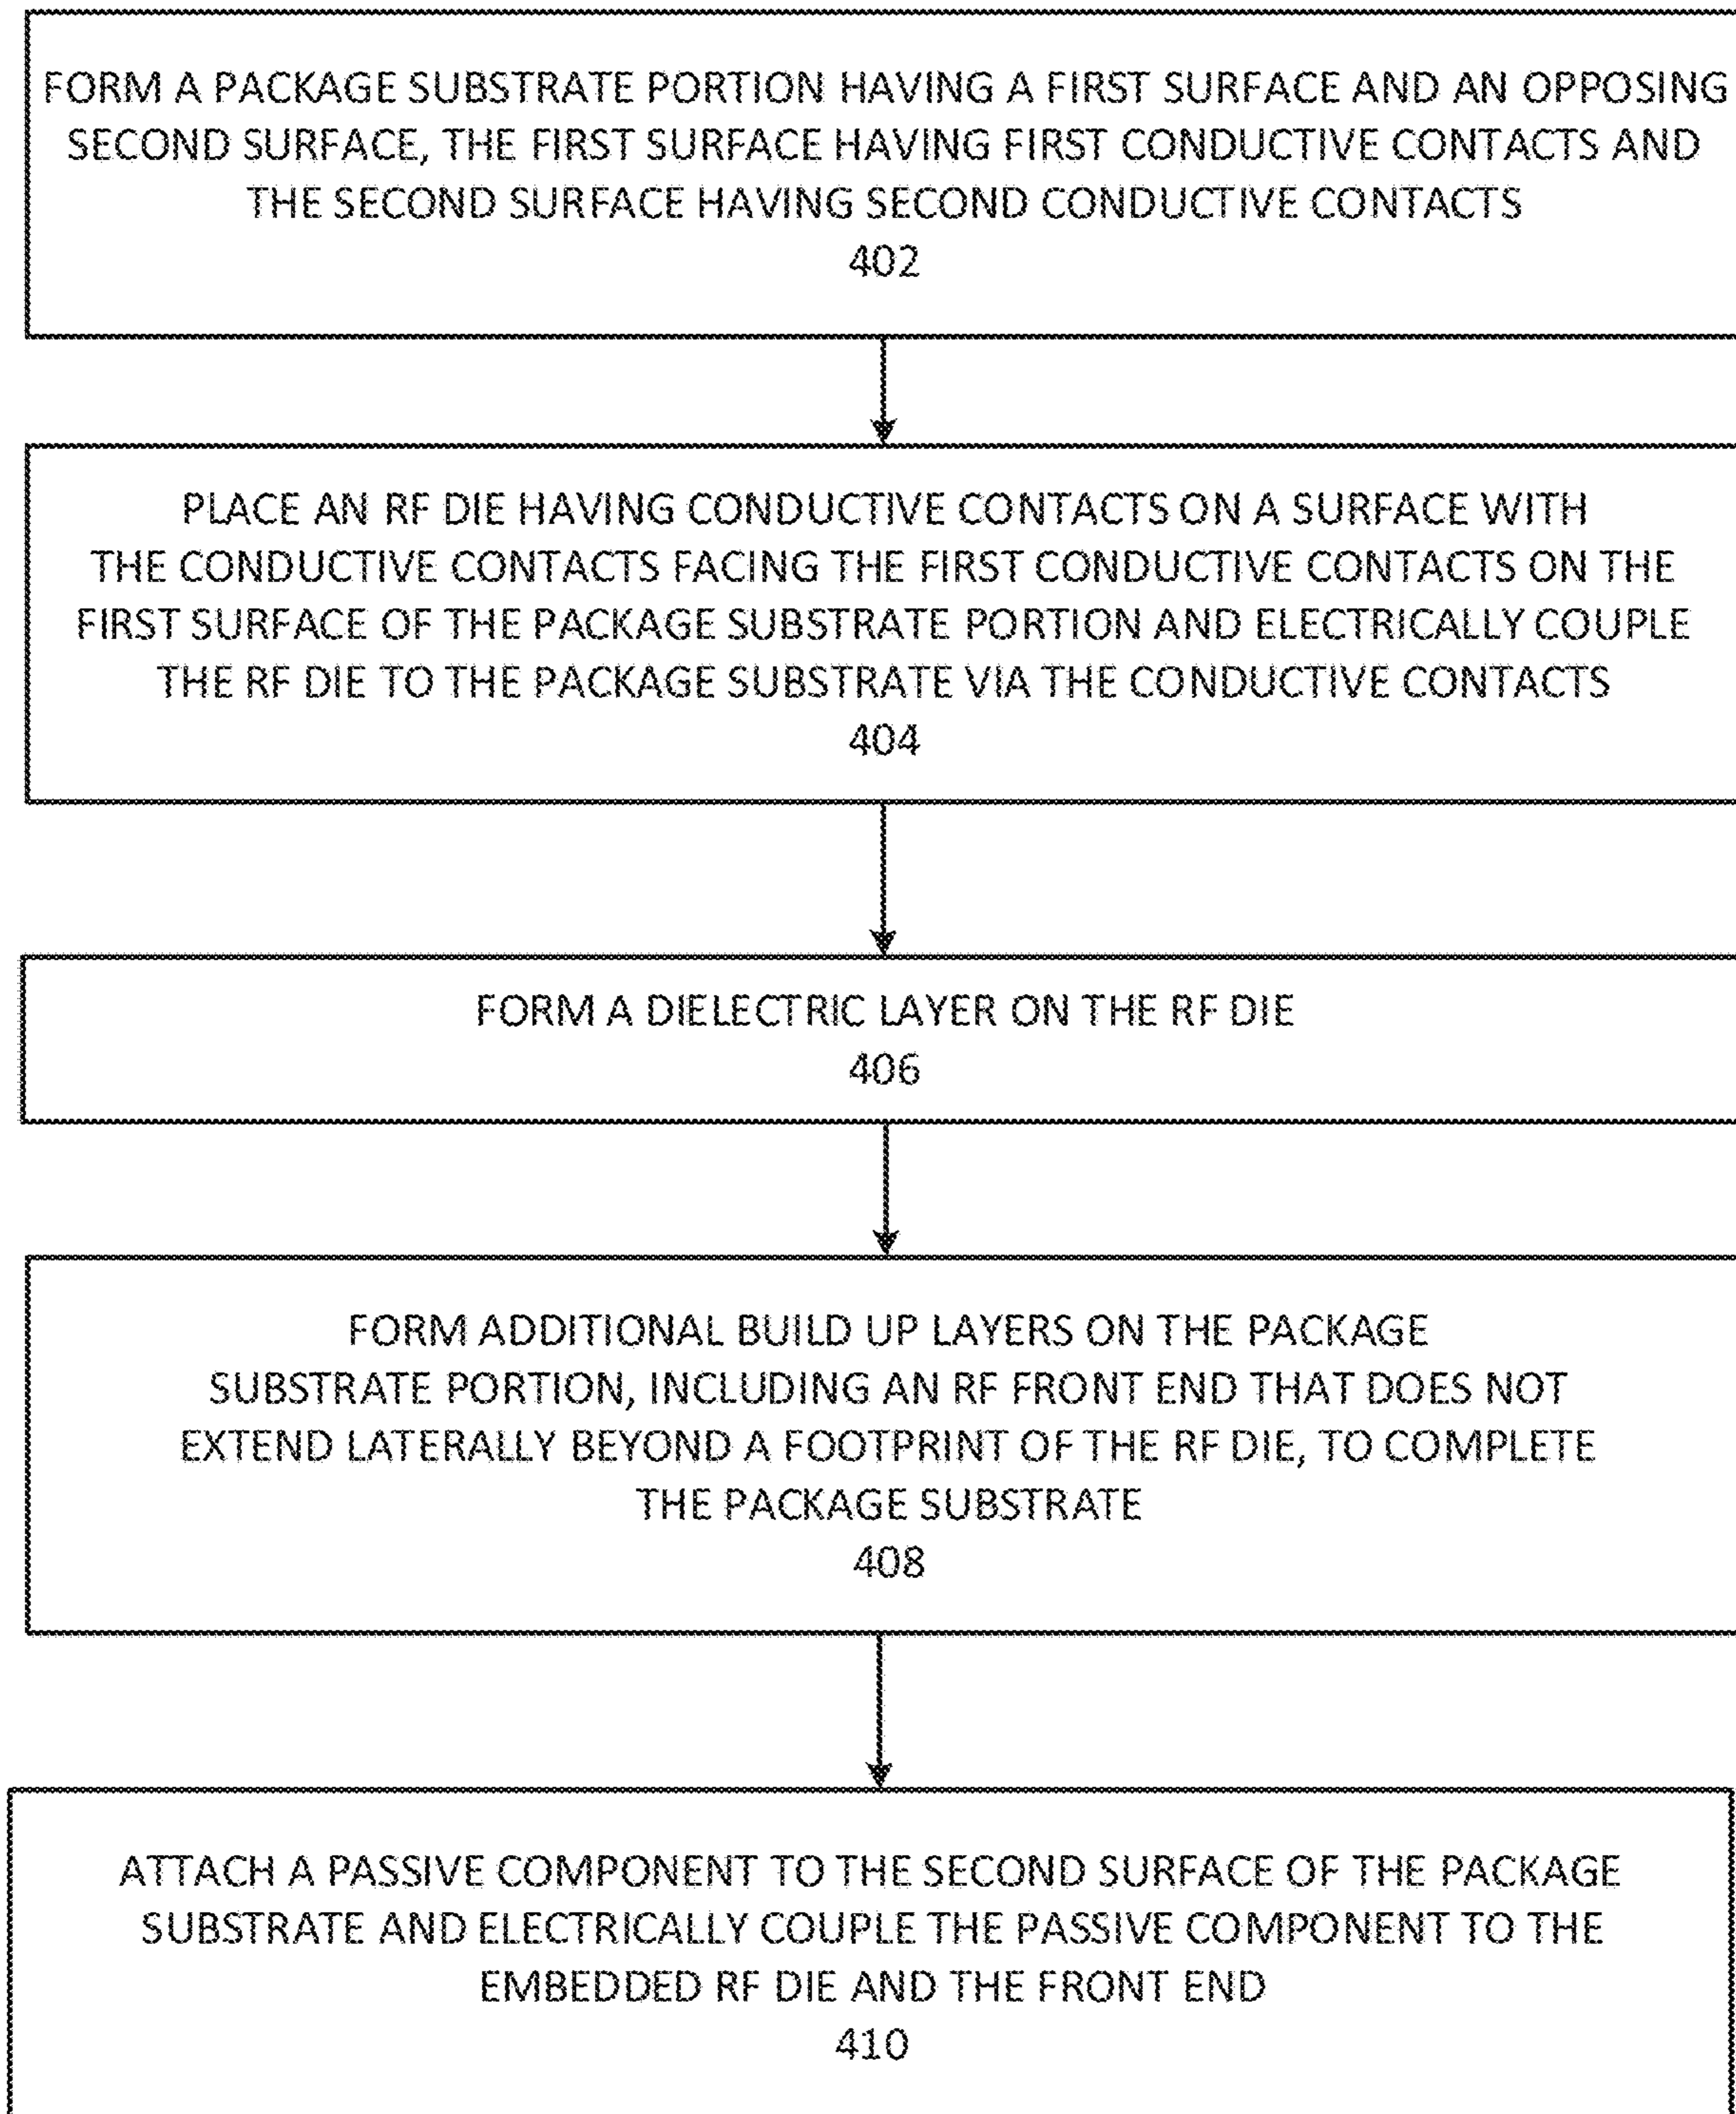 FORM A PACKAGE SUBSTRATE PORTION HAVING A FIRST SURFACE AND AN OPPOSING
SECOND SURFACE, THE FIRST SURFACE HAVING FIRST CONDUCTIVE CONTACTS AND
THE SECOND SURFACE HAVING SECOND CONDUCTIVE CONTACTS
402
PLACE AN RF DIE HAVING CONDUCTIVE CONTACTS ON A SURFACE WITH
THE CONDUCTIVE CONTACTS FACING THE FIRST CONDUCTIVE CONTACTS ON THE
FIRST SURFACE OF THE PACKAGE SUBSTRATE PORTION AND ELECTRICALLY COUPLE
THE RF DIE TO THE PACKAGE SUBSTRATE VIA THE CONDUCTIVE CONTACTS
404
FORM A DIELECTRIC LAYER ON THE RF DIE
406
FORM ADDITIONAL BUILD UP LAYERS ON THE PACKAGE
SUBSTRATE PORTION, INCLUDING AN RF FRONT END THAT DOES NOT
EXTEND LATERALLY BEYOND A FOOTPRINT OF THE RF DIE, TO COMPLETE
THE PACKAGE SUBSTRATE
408
ATTACH A PASSIVE COMPONENT TO THE SECOND SURFACE OF THE PACKAGE
SUBSTRATE AND ELECTRICALLY COUPLE THE PASSIVE COMPONENT TO THE
EMBEDDED RF DIE AND THE FRONT END
410